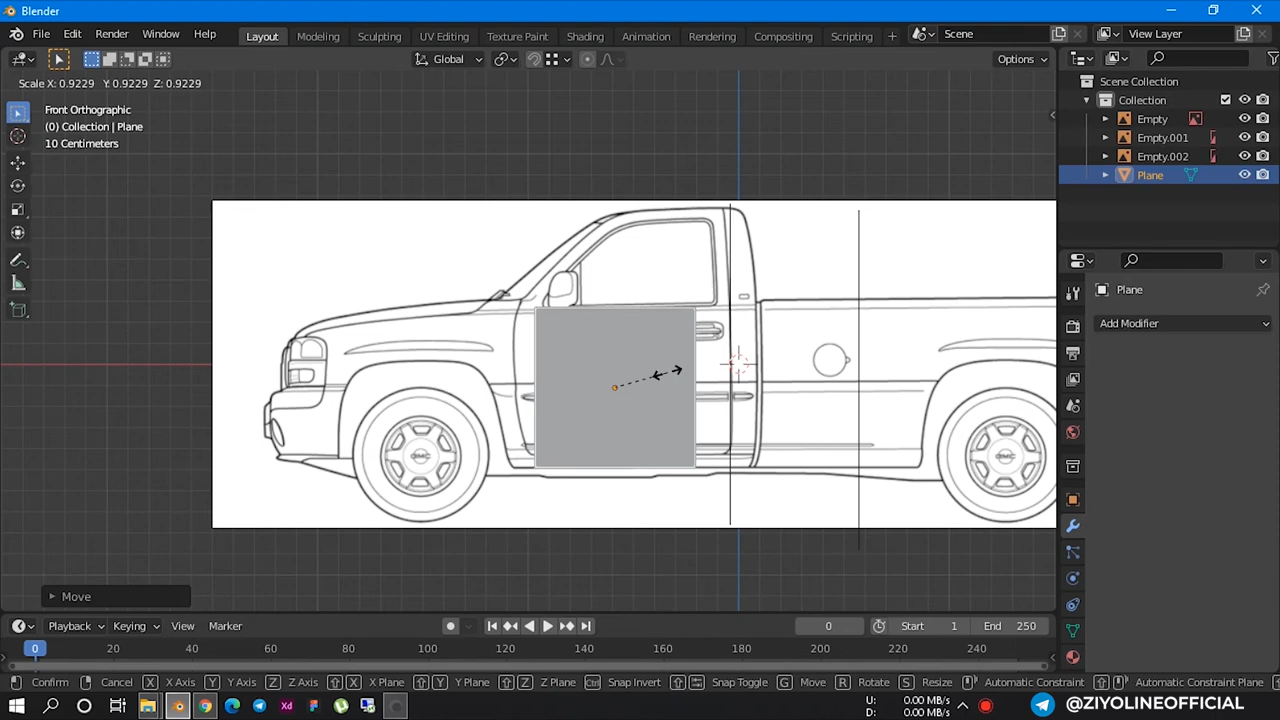 Blender
File Edit Render Window Help Layout Modeling Sculpting UV Editing Texture Paint Shading Animation Rendering Compositing Scripting + Scene View Layer
Global Options
Scale X: 0.9229 Y: 0.9229 Z: 0.9229
Front Orthographic
(0) Collection | Plane
10 Centimeters
Scene Collection
Collection
Empty
Empty.001
Empty.002
Plane
Plane
Add Modifier
GMC GMC
Move
Playback Keying View Marker 0 Start 1 End 250
0 20 40 60 80 100 120 140 160 180 200 220 240
Confirm Cancel X X Axis Y Y Axis Z Z Axis X X Plane Y Y Plane Z Z Plane Ctrl Snap Invert Snap Toggle G Move R Rotate S Resize Automatic Constraint Automatic Constraint Plane
Xd U: 0.00 MB/s
D: 0.00 MB/s
@ZIYOLINEOFFICIAL